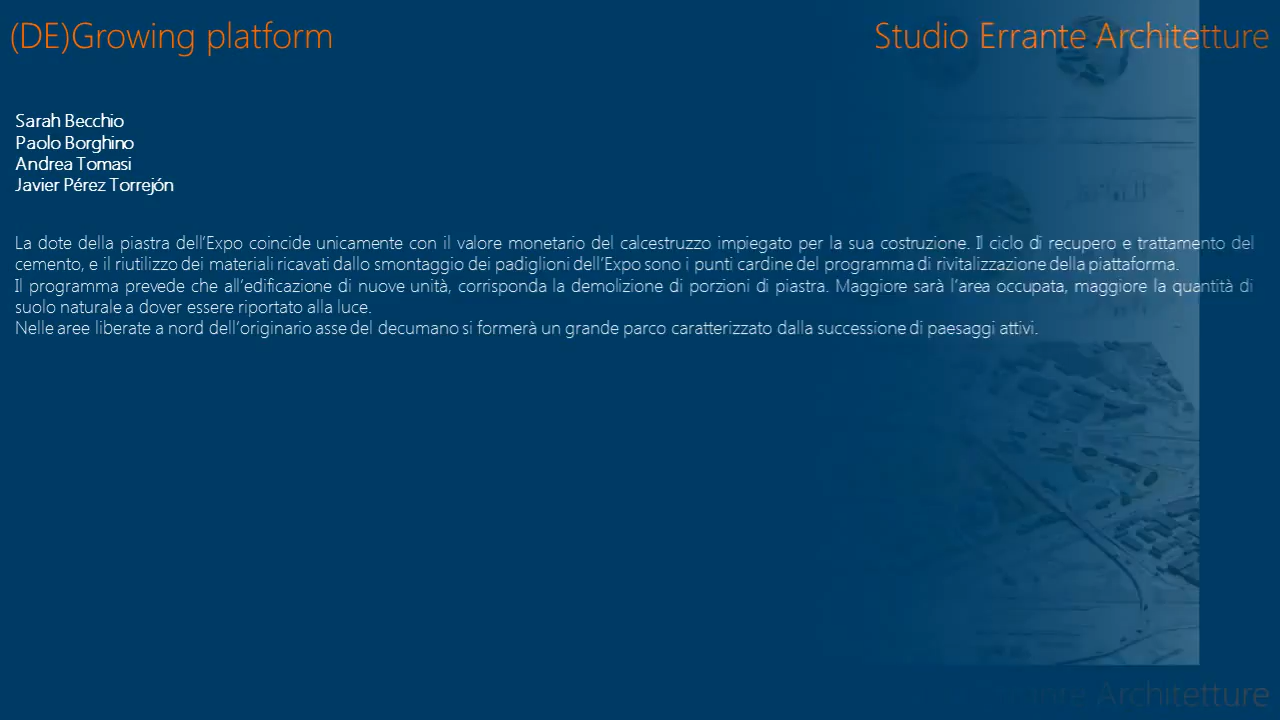 (DE)Growing platform
Studio Errante Architetture
Sarah Becchio
Paolo Borghino
Andrea Tomasi
Javier Pérez Torrejón
La dote della piastra dell'Expo coincide unicamente con il valore monetario del calcestruzzo impiegato per la sua costruzione. Il ciclo di recupero e trattamento del
cemento, e il riutilizzo dei materiali ricavati dallo smontaggio dei padiglioni dell'Expo sono i punti cardine del programma di rivitalizzazione della piattaforma.
Il programma prevede che all'edificazione di nuove unità, corrisponda la demolizione di porzioni di piastra. Maggiore sarà l'area occupata, maggiore la quantità di
suolo naturale a dover essere riportato alla luce.
Nelle aree liberate a nord dell'originario asse del decumano si formerà un grande parco caratterizzato dalla successione di paesaggi attivi.
Architetture